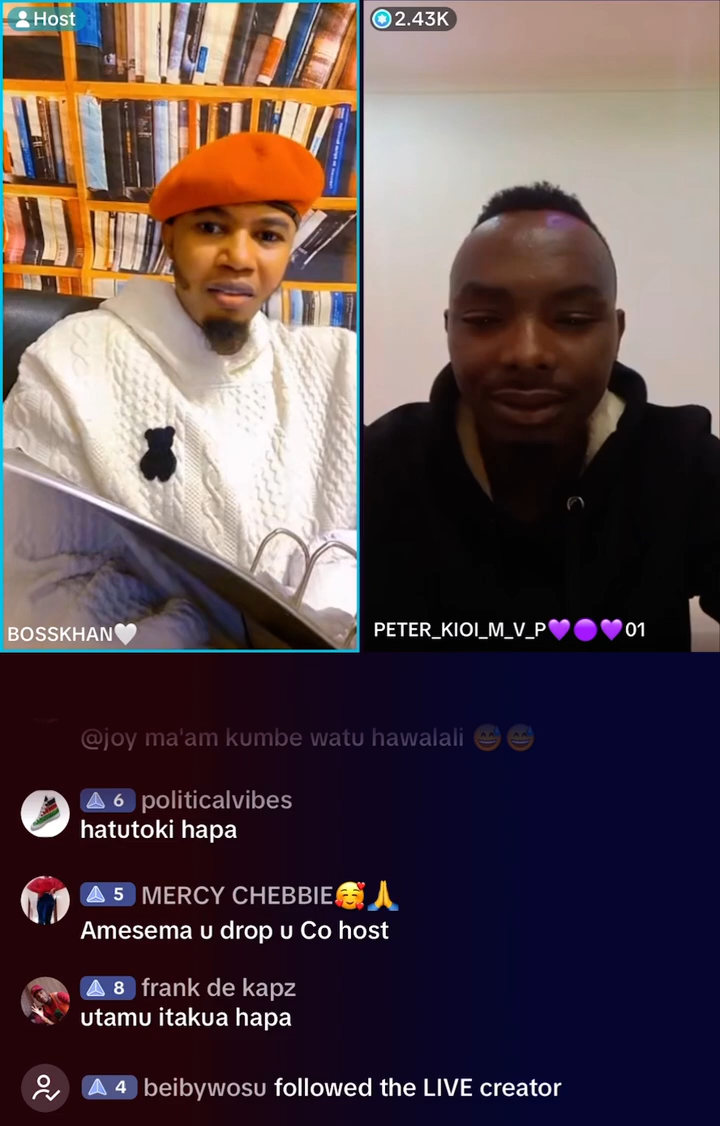 Host
2.43K
BOSSKHAN🤍
PETER_KIOI_M_V_P💜🟣💜01
@joy ma'am kumbe watu hawalali 😅😅
6 politicalvibes
hatutoki hapa
5 MERCY CHEBBIE🥰🙏
Amesema u drop u Co host
8 frank de kapz
utamu itakua hapa
4 beibywosu followed the LIVE creator